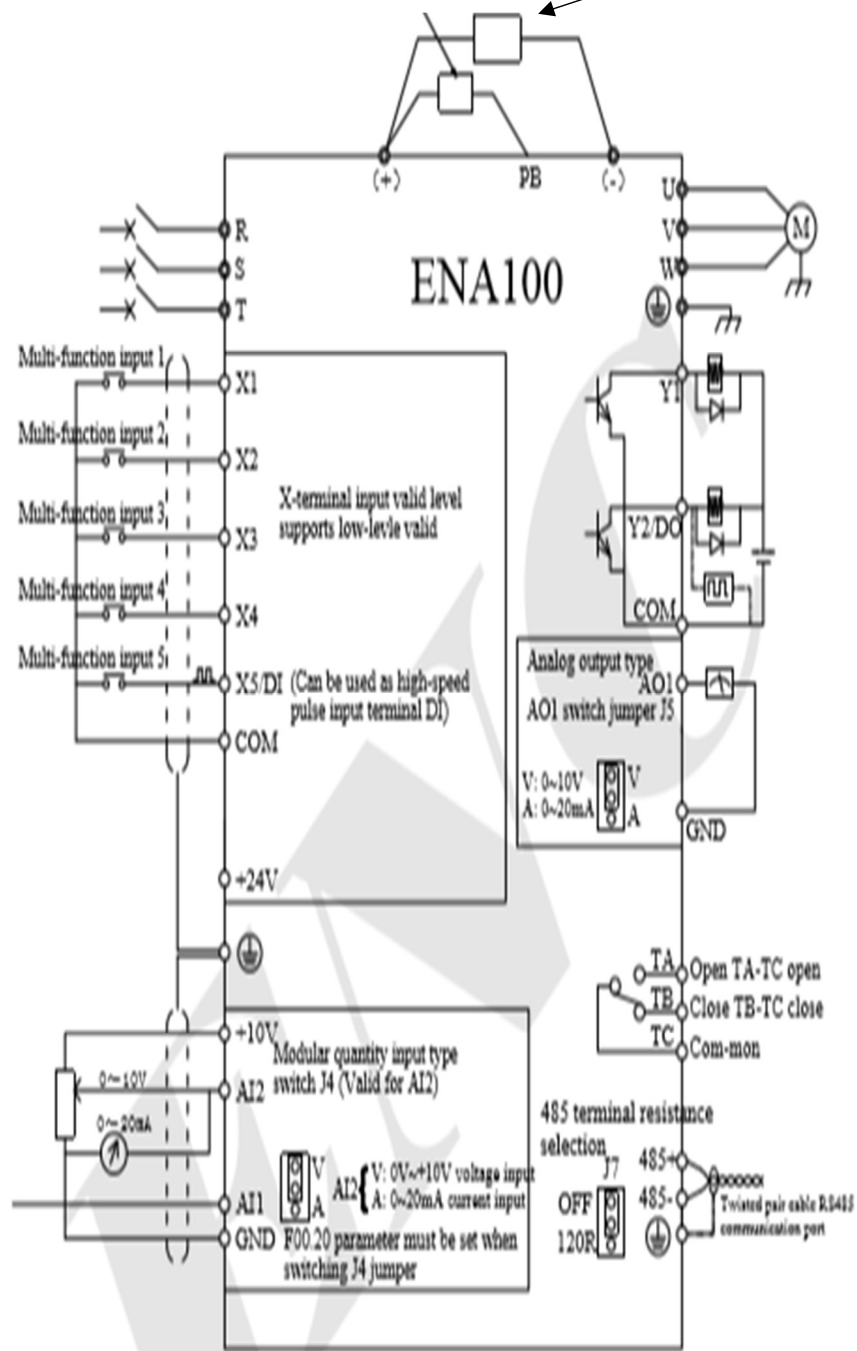 (+)
PB
(-)
U
R
V
M
S
W
ENA100
T
Multi-function input 1
X1
Y1
Multi-function input 2
X2
X-terminal input valid level
supports low-levle valid
Multi-function input 3
X3
Y2/DO
Multi-function input 4
X4
COM
Multi-function input 5
X5/DI (Can be used as high-speed
pulse input terminal DI)
COM
Analog output type
AO1
AO1 switch jumper J5
V: 0~10V
A: 0~20mA
V
A
GND
+24V
TA Open TA-TC open
TB Close TB-TC close
TC Com-mon
+10V
Modular quantity input type
switch J4 (Valid for AI2)
0~10V
AI2
0~20mA
V
A
AI2{ V: 0V~+10V voltage input
A: 0~20mA current input
AI1
GND F00.20 parameter must be set when
switching J4 jumper
485 terminal resistance
selection
J7
485+
OFF
485-
120R
Twisted pair cable RS485
communication port